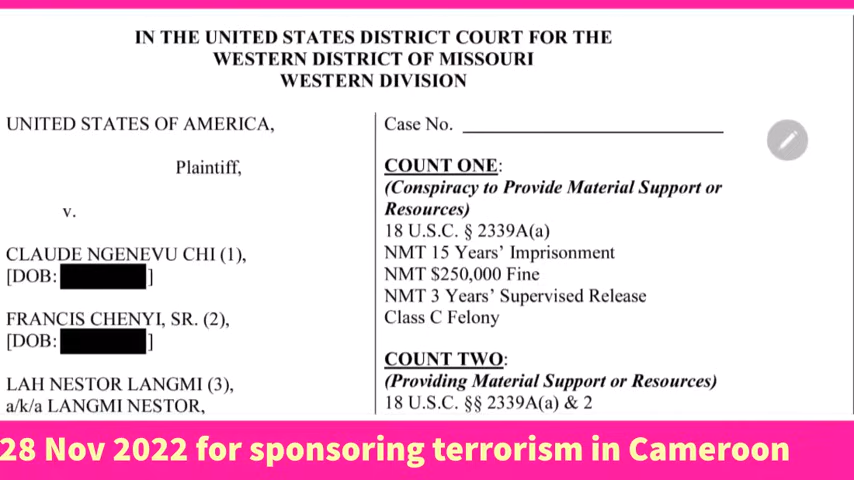 IN THE UNITED STATES DISTRICT COURT FOR THE
WESTERN DISTRICT OF MISSOURI
WESTERN DIVISION
UNITED STATES OF AMERICA,
Plaintiff,
v.
CLAUDE NGENEVU CHI (1),
[DOB: ]
FRANCIS CHENYI, SR. (2),
[DOB: ]
LAH NESTOR LANGMI (3),
a/k/a LANGMI NESTOR,
Case No. ____________________
COUNT ONE:
(Conspiracy to Provide Material Support or
Resources)
18 U.S.C. § 2339A(a)
NMT 15 Years’ Imprisonment
NMT $250,000 Fine
NMT 3 Years’ Supervised Release
Class C Felony
COUNT TWO:
(Providing Material Support or Resources)
18 U.S.C. §§ 2339A(a) & 2
28 Nov 2022 for sponsoring terrorism in Cameroon